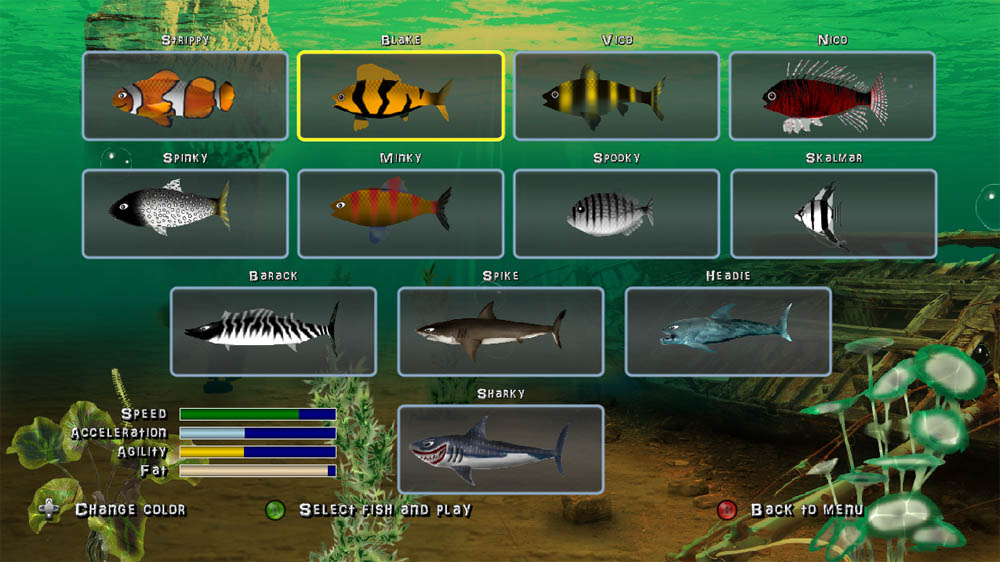 Strippy Blake Vico Nico
Spinky Minky Spooky Skalmar
Barack Spike Headie
Sharky
Speed
Acceleration
Agility
Fat
Change color Select fish and play Back to menu